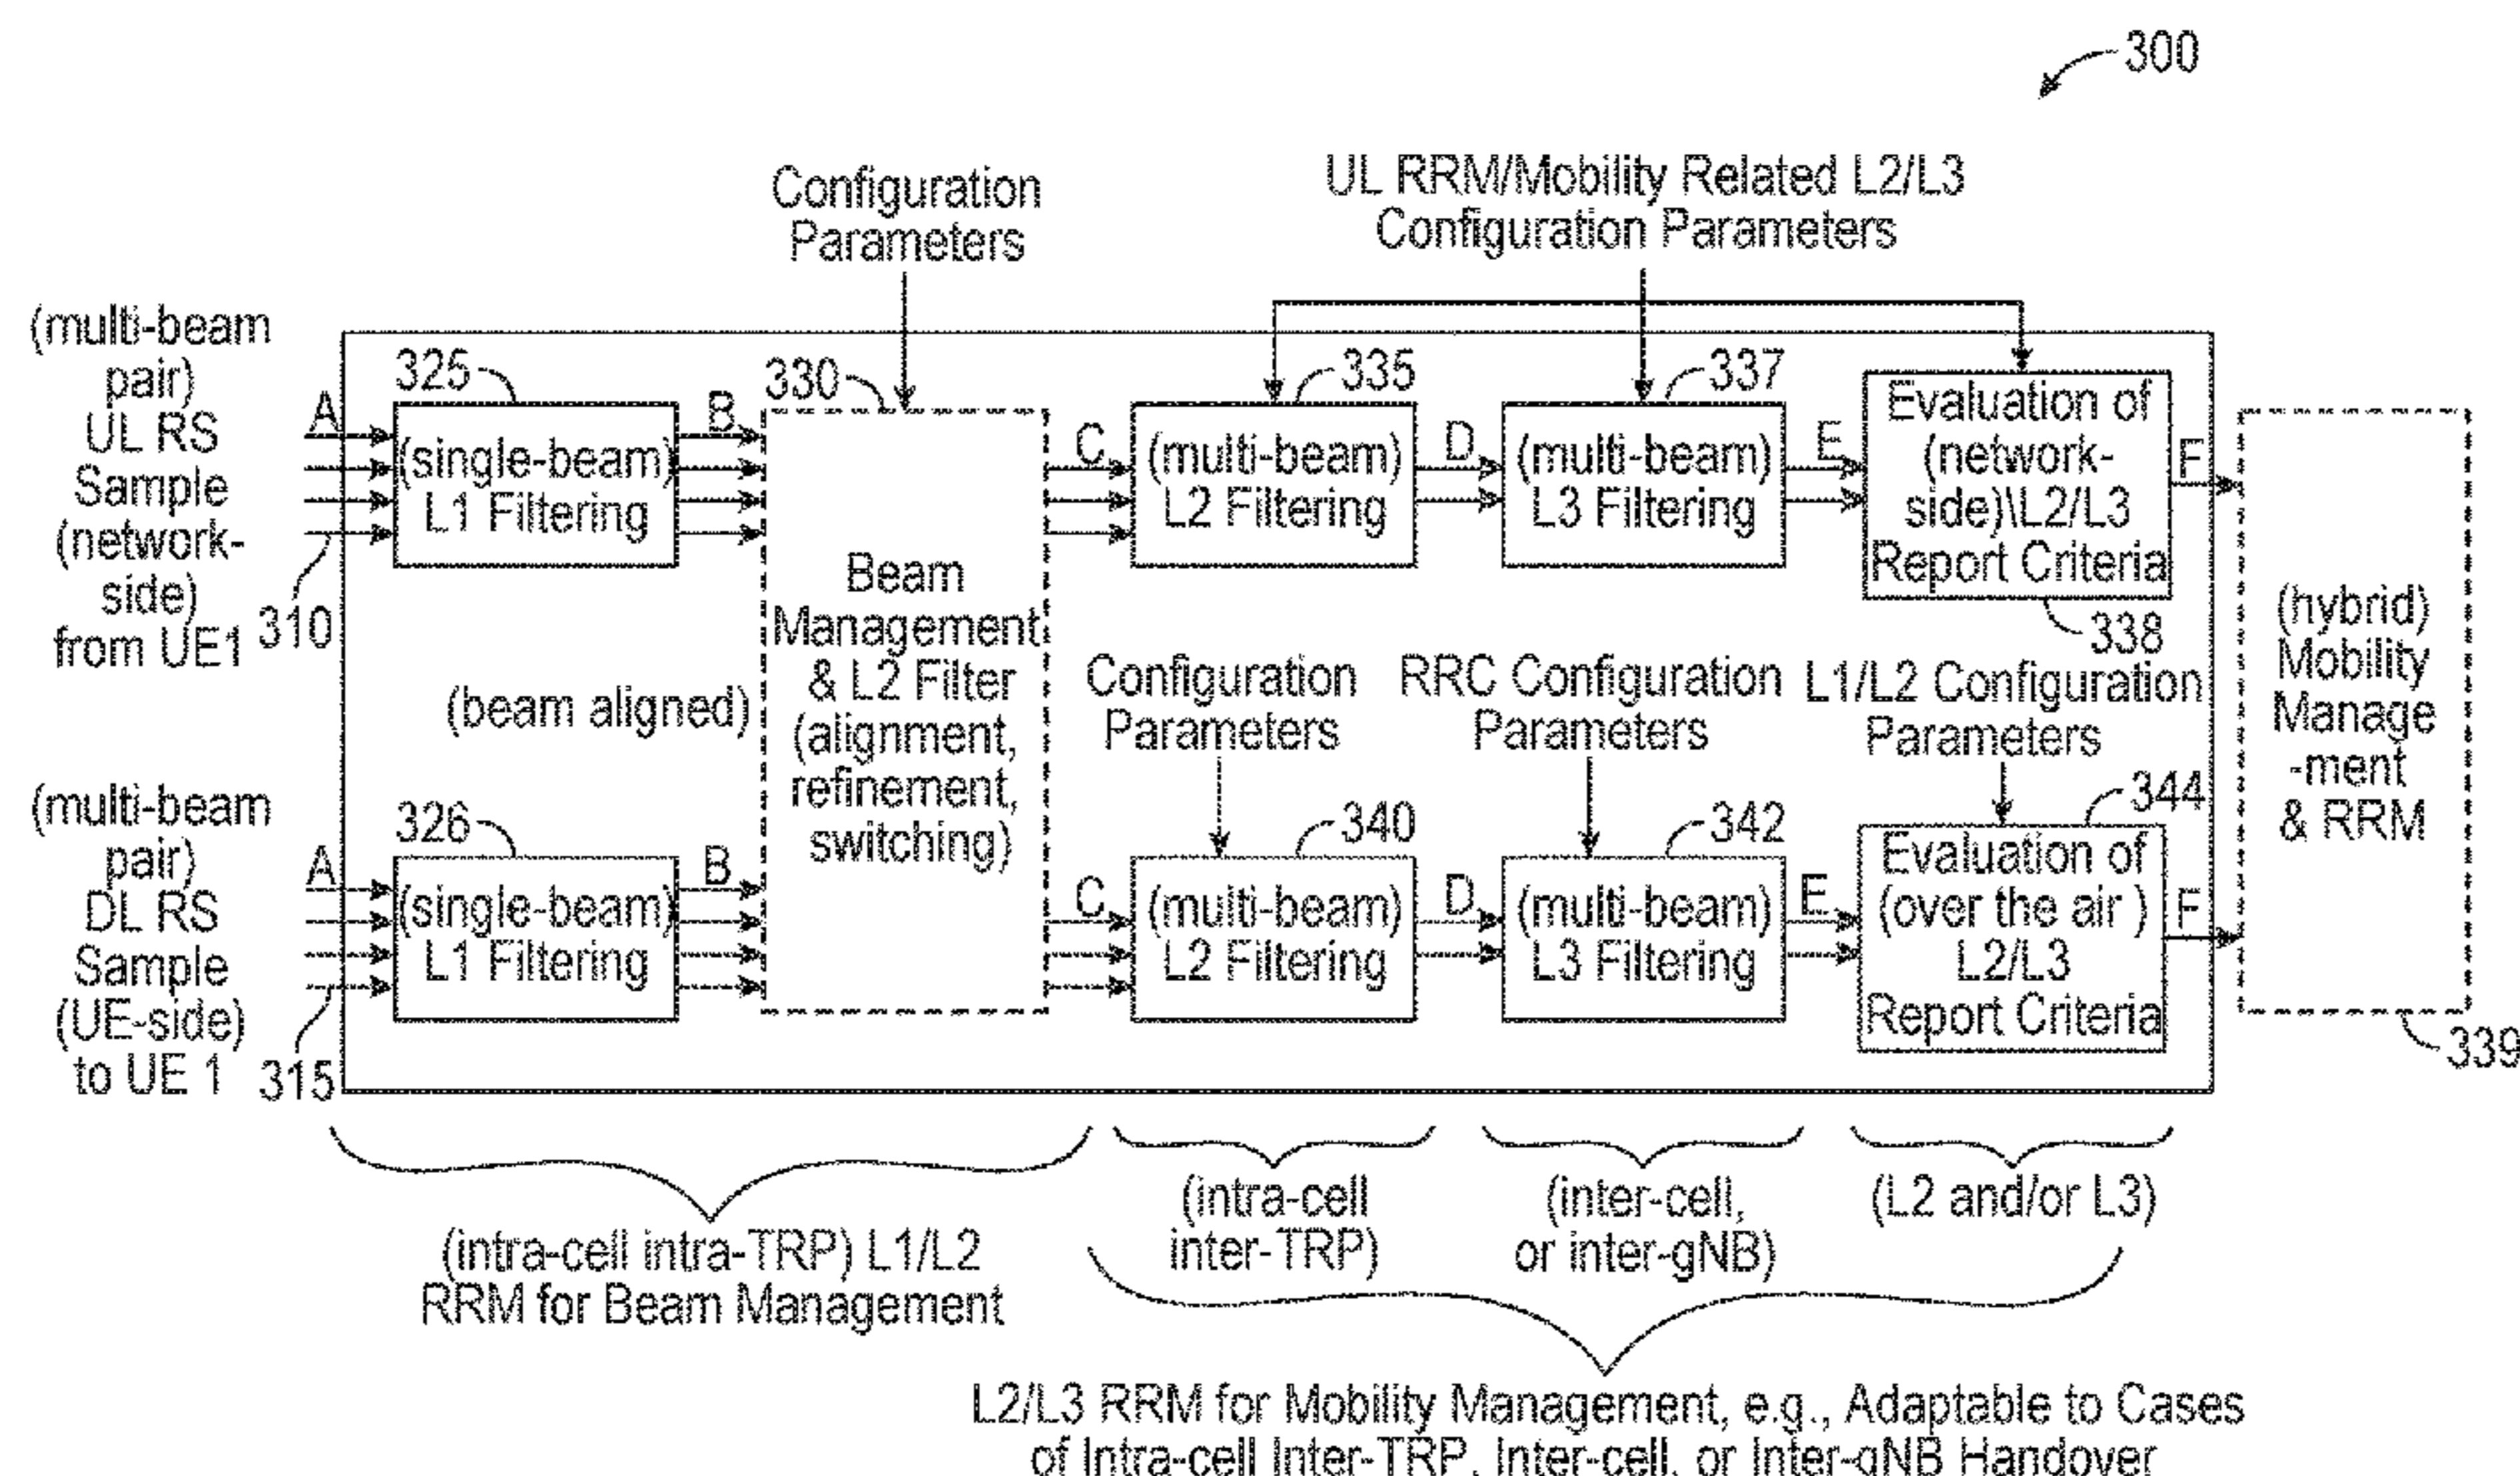 300
Configuration
Parameters
UL RRM/Mobility Related L2/L3
Configuration Parameters
(multi-beam
pair)
UL RS
Sample
(network-
side)
from UE1
310
A
325
(single-beam)
L1 Filtering
B
330
Beam
Management
& L2 Filter
(alignment,
refinement,
switching)
C
335
(multi-beam)
L2 Filtering
D
337
(multi-beam)
L3 Filtering
E
Evaluation of
(network-
side)\L2/L3
Report Criteria
338
F
(hybrid)
Mobility
Manage
-ment
& RRM
339
(beam aligned)
Configuration
Parameters
RRC Configuration
Parameters
L1/L2 Configuration
Parameters
(multi-beam
pair)
DL RS
Sample
(UE-side)
to UE 1
315
A
326
(single-beam)
L1 Filtering
B
C
340
(multi-beam)
L2 Filtering
D
342
(multi-beam)
L3 Filtering
E
344
Evaluation of
(over the air )
L2/L3
Report Criteria
F
(intra-cell intra-TRP) L1/L2
RRM for Beam Management
(intra-cell
inter-TRP)
(inter-cell,
or inter-gNB)
(L2 and/or L3)
L2/L3 RRM for Mobility Management, e.g., Adaptable to Cases
of Intra-cell Inter-TRP, Inter-cell, or Inter-gNB Handover